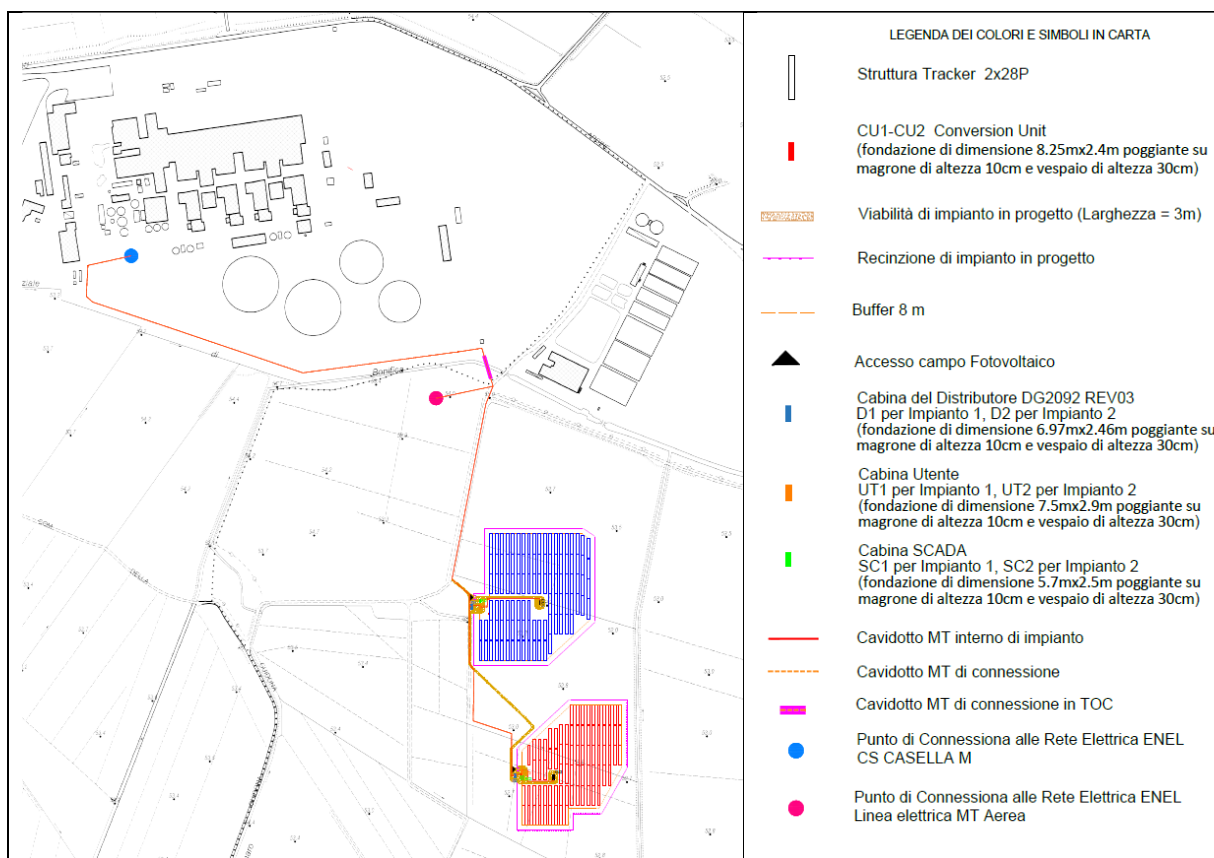 LEGENDA DEI COLORI E SIMBOLI IN CARTA
Struttura Tracker 2x28P
CU1-CU2 Conversion Unit
(fondazione di dimensione 8.25mx2.4m poggiante su
magrone di altezza 10cm e vespaio di altezza 30cm)
Viabilità di impianto in progetto (Larghezza = 3m)
Recinzione di impianto in progetto
Buffer 8 m
Accesso campo Fotovoltaico
Cabina del Distributore DG2092 REV03
D1 per Impianto 1, D2 per Impianto 2
(fondazione di dimensione 6.97mx2.46m poggiante su
magrone di altezza 10cm e vespaio di altezza 30cm)
Cabina Utente
UT1 per Impianto 1, UT2 per Impianto 2
(fondazione di dimensione 7.5mx2.9m poggiante su
magrone di altezza 10cm e vespaio di altezza 30cm)
Cabina SCADA
SC1 per Impianto 1, SC2 per Impianto 2
(fondazione di dimensione 5.7mx2.5m poggiante su
magrone di altezza 10cm e vespaio di altezza 30cm)
Cavidotto MT interno di impianto
Cavidotto MT di connessione
Cavidotto MT di connessione in TOC
Punto di Connessiona alle Rete Elettrica ENEL
CS CASELLA M
Punto di Connessiona alle Rete Elettrica ENEL
Linea elettrica MT Aerea
di
Bonifica
DELLA